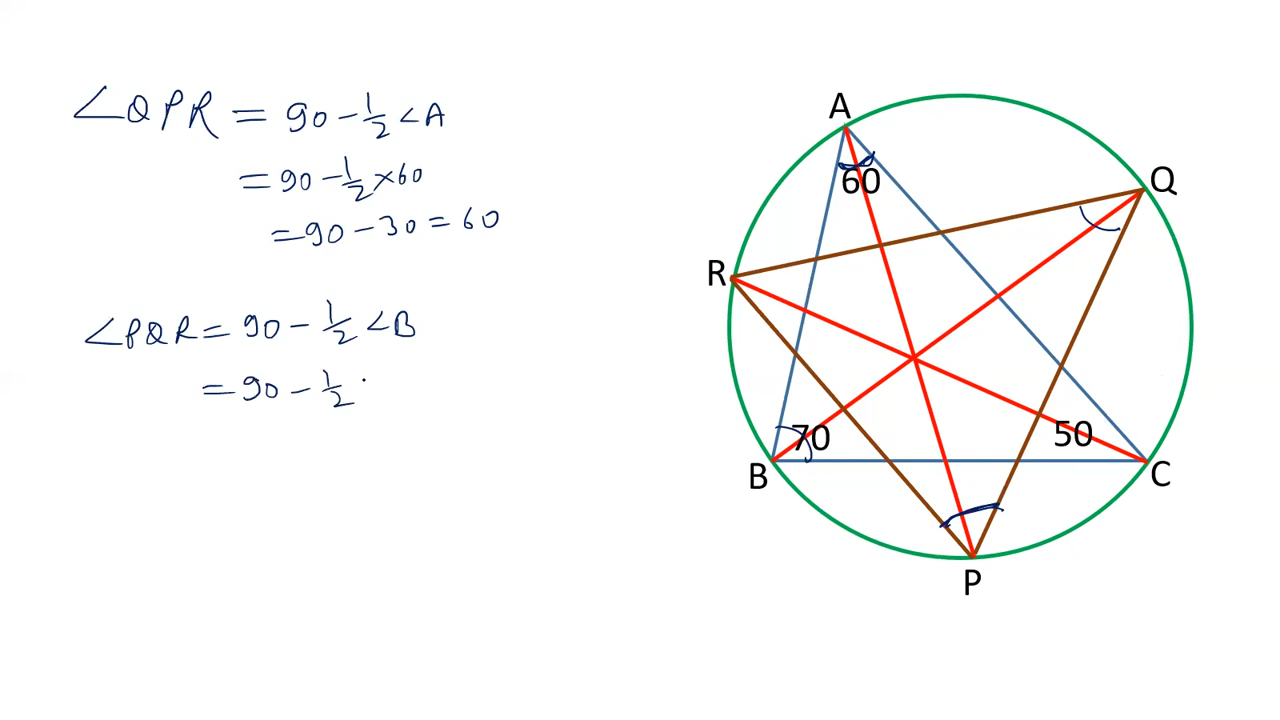 ∠QPR = 90 - 1/2 ∠A
= 90 - 1/2 × 60
= 90 - 30 = 60
∠PQR = 90 - 1/2 ∠B
= 90 - 1/2
A
60
Q
R
70
50
B
C
P